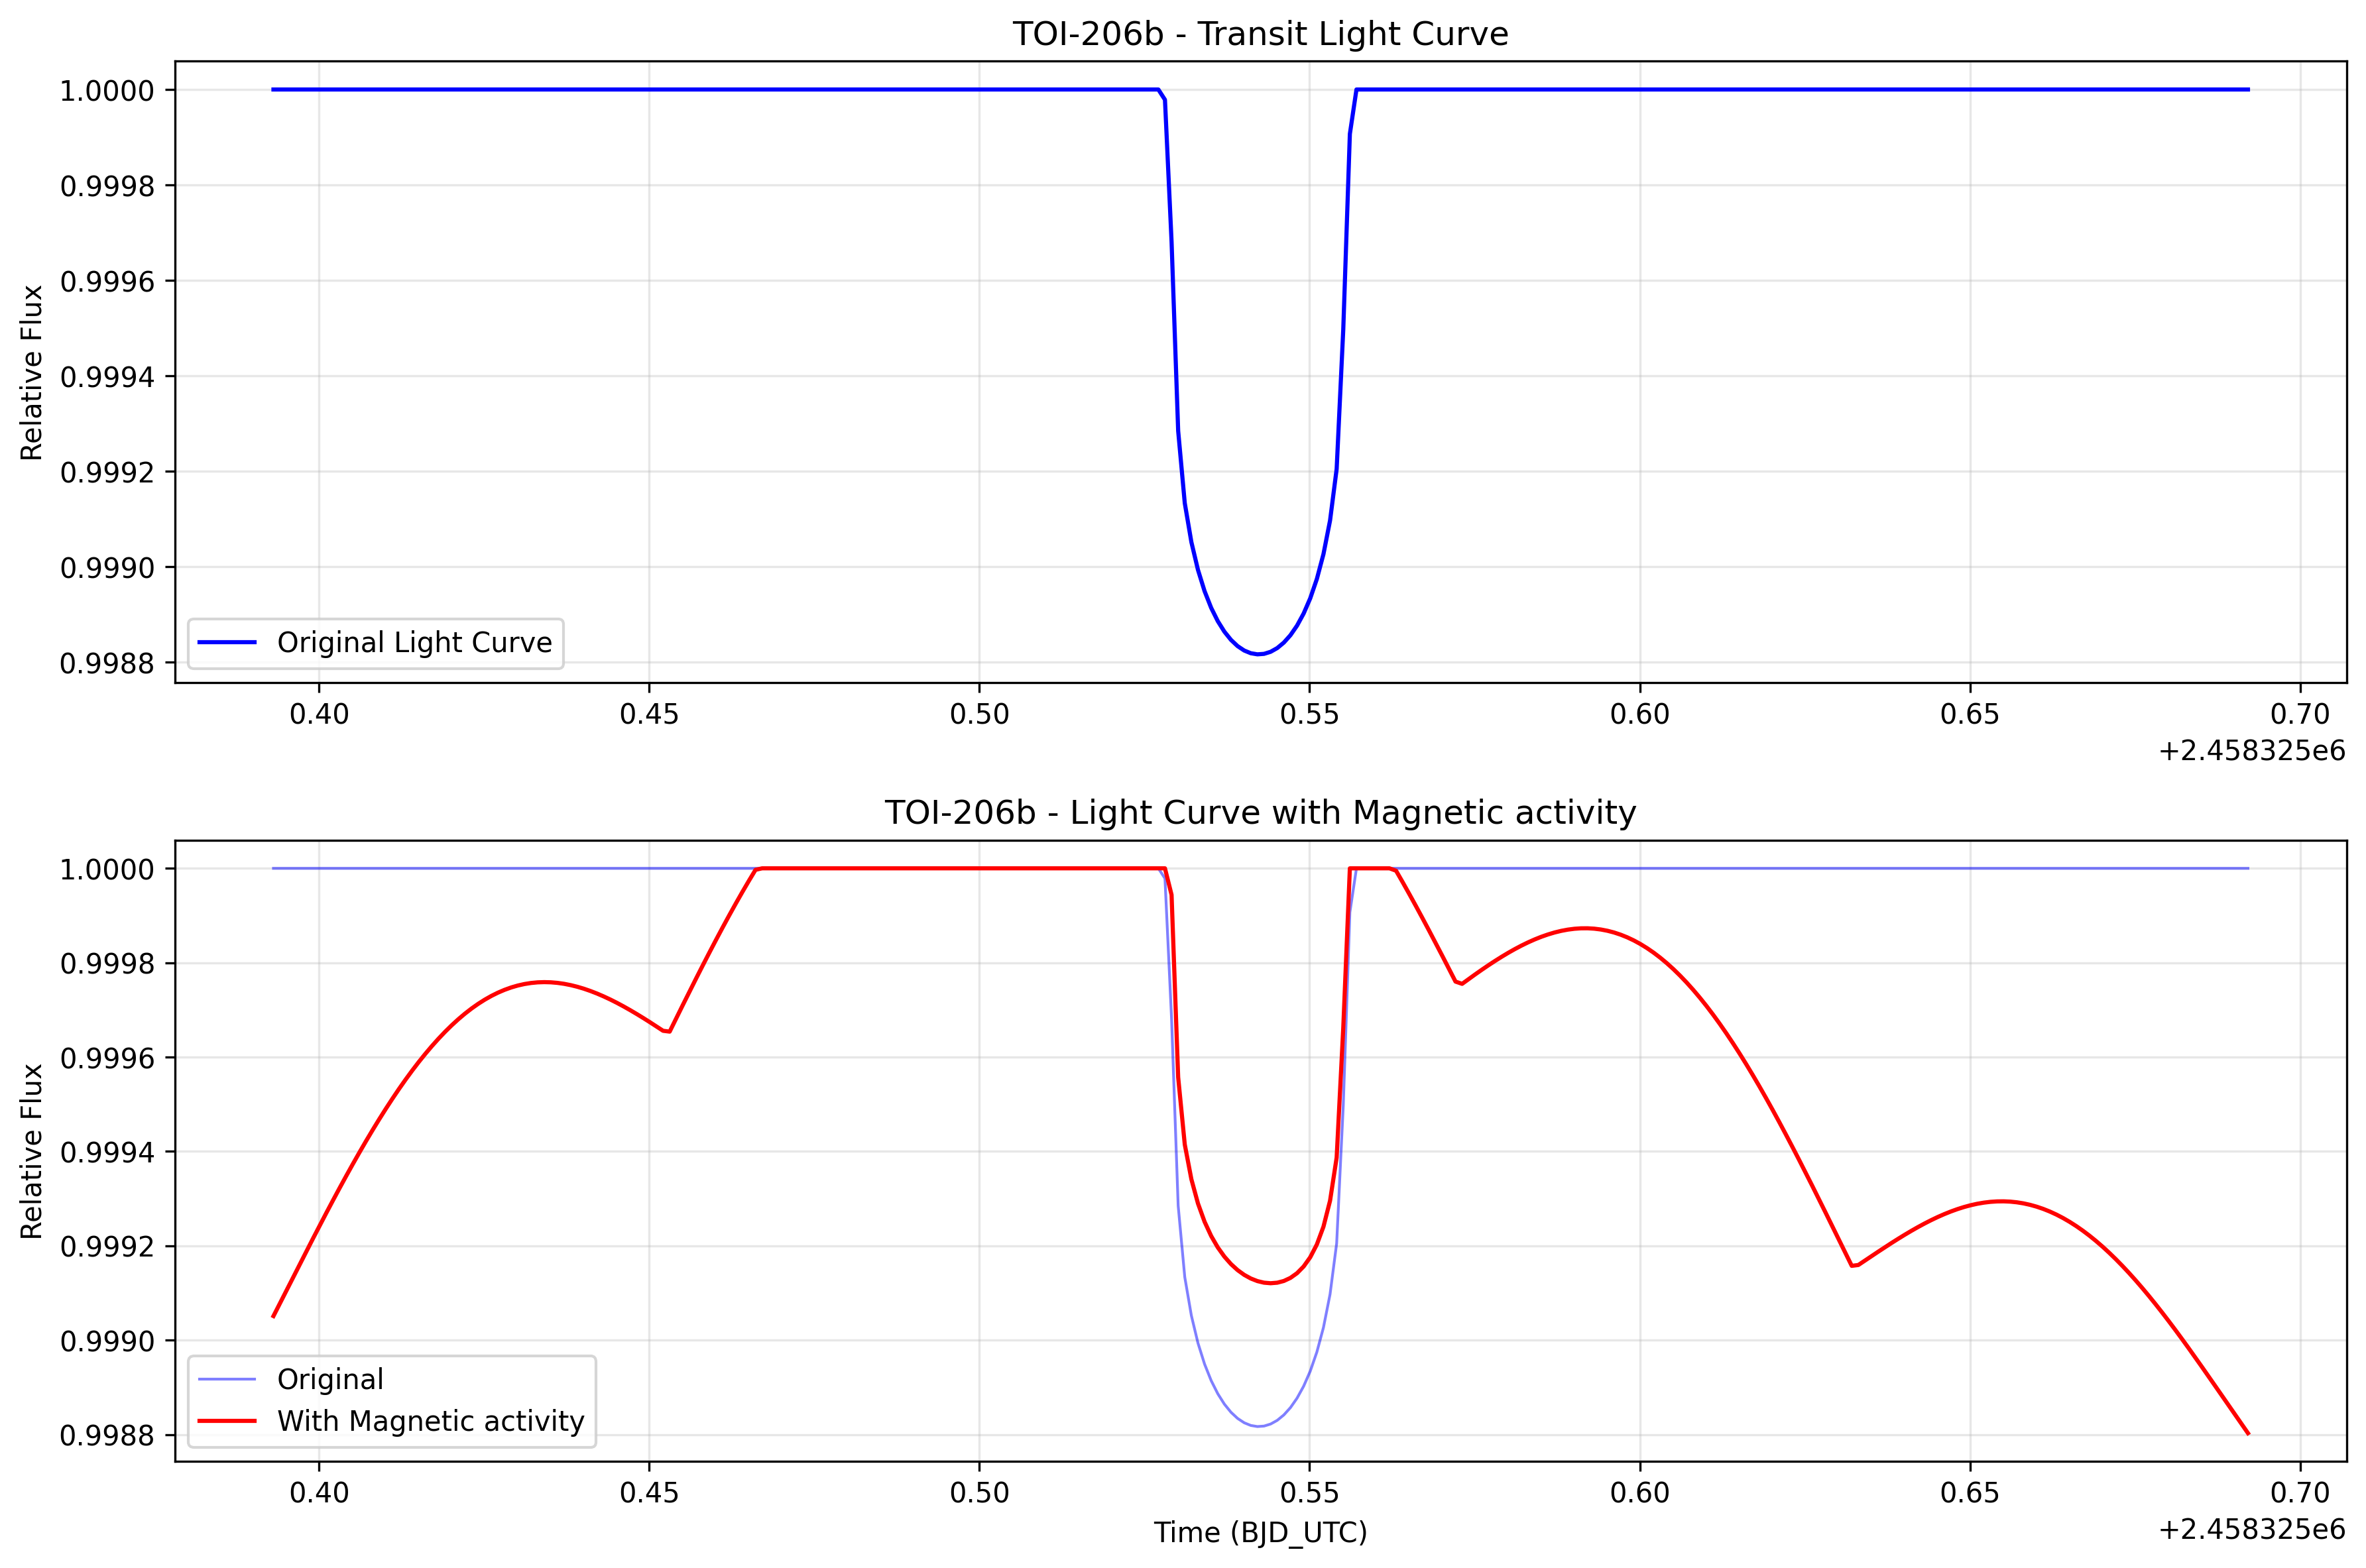 TOI-206b - Transit Light Curve
Relative Flux
1.0000
0.9998
0.9996
0.9994
0.9992
0.9990
0.9988
Original Light Curve
0.40 0.45 0.50 0.55 0.60 0.65 0.70
+2.458325e6
TOI-206b - Light Curve with Magnetic activity
Relative Flux
1.0000
0.9998
0.9996
0.9994
0.9992
0.9990
0.9988
Original
With Magnetic activity
0.40 0.45 0.50 0.55 0.60 0.65 0.70
Time (BJD_UTC)
+2.458325e6